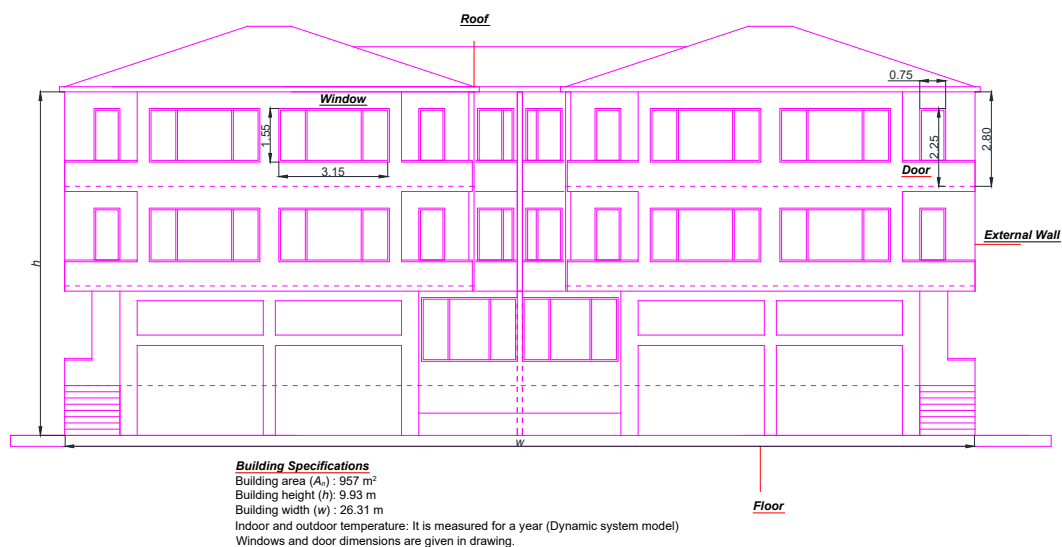 Roof
0.75
Window
1.55
2.25
2.80
3.15
Door
External Wall
h
w
Building Specifications
Building area (Aₙ) : 957 m²
Building height (h): 9.93 m
Building width (w) : 26.31 m
Indoor and outdoor temperature: It is measured for a year (Dynamic system model)
Windows and door dimensions are given in drawing.
Floor